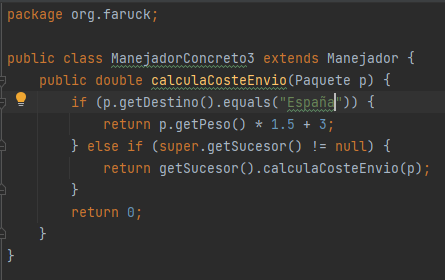 package org.faruck;
public class ManejadorConcreto3 extends Manejador {
public double calculaCosteEnvio(Paquete p) {
if (p.getDestino().equals("España")) {
return p.getPeso() * 1.5 + 3;
} else if (super.getSucesor() != null) {
return getSucesor().calculaCosteEnvio(p);
}
return 0;
}
}